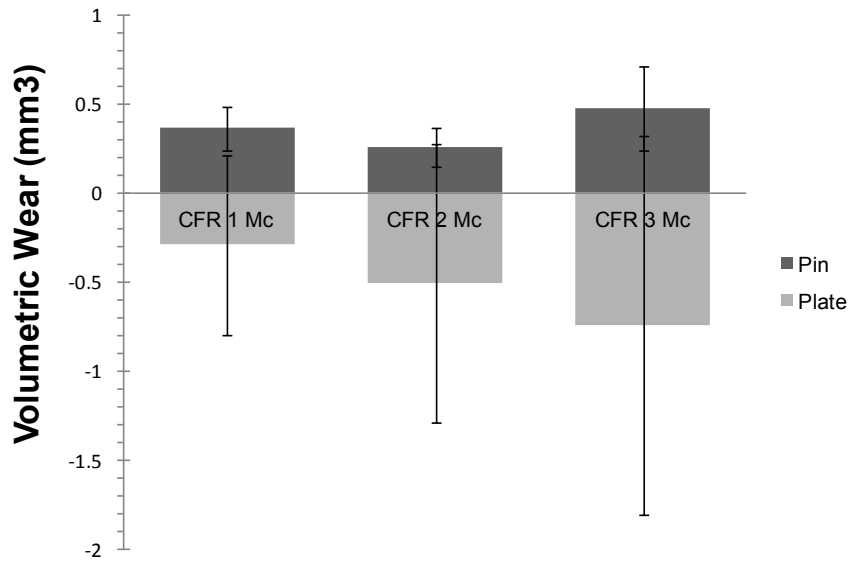 Volumetric Wear (mm3)
1
0.5
0
-0.5
-1
-1.5
-2
CFR 1 Mc
CFR 2 Mc
CFR 3 Mc
Pin
Plate